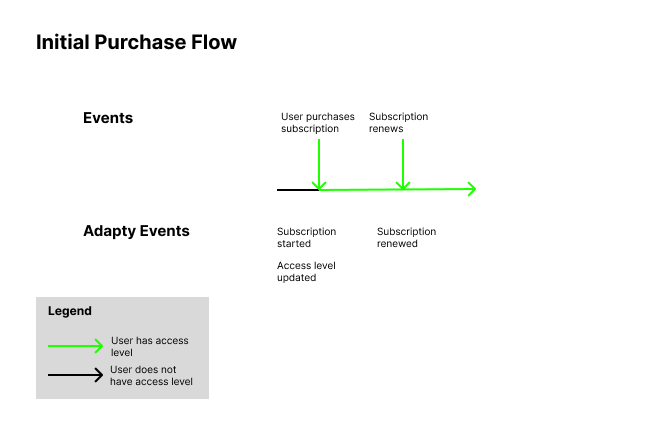 Initial Purchase Flow
Events
User purchases
subscription
Subscription
renews
Adapty Events
Subscription
started
Subscription
renewed
Access level
updated
Legend
User has access
level
User does not
have access level